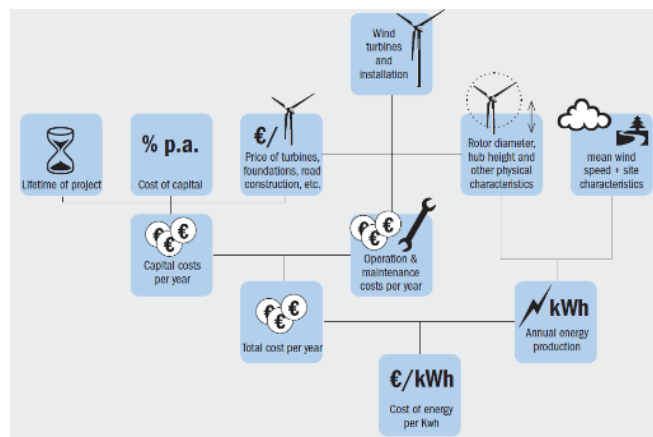 Wind
turbines
and
installation
% p.a.
€/
Lifetime of project
Cost of capital
Price of turbines,
foundations, road
construction, etc.
Rotor diameter,
hub height and
other physical
characteristics
mean wind
speed + site
characteristics
€ € €
Capital costs
per year
€ € €
Operation &
maintenance
costs per year
€ € €
Total cost per year
kWh
Annual energy
production
€/kWh
Cost of energy
per Kwh